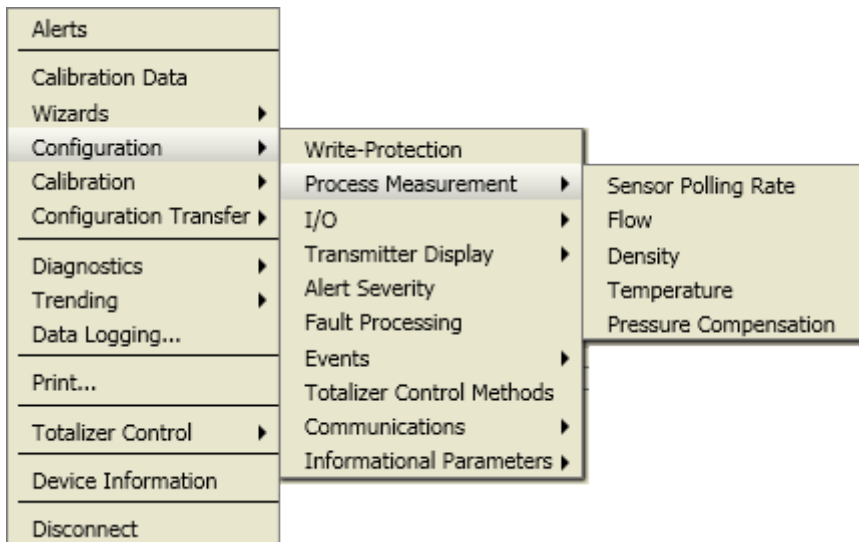 Alerts
Calibration Data
Wizards
Configuration
Calibration
Configuration Transfer
Diagnostics
Trending
Data Logging...
Print...
Totalizer Control
Device Information
Disconnect
Write-Protection
Process Measurement
I/O
Transmitter Display
Alert Severity
Fault Processing
Events
Totalizer Control Methods
Communications
Informational Parameters
Sensor Polling Rate
Flow
Density
Temperature
Pressure Compensation